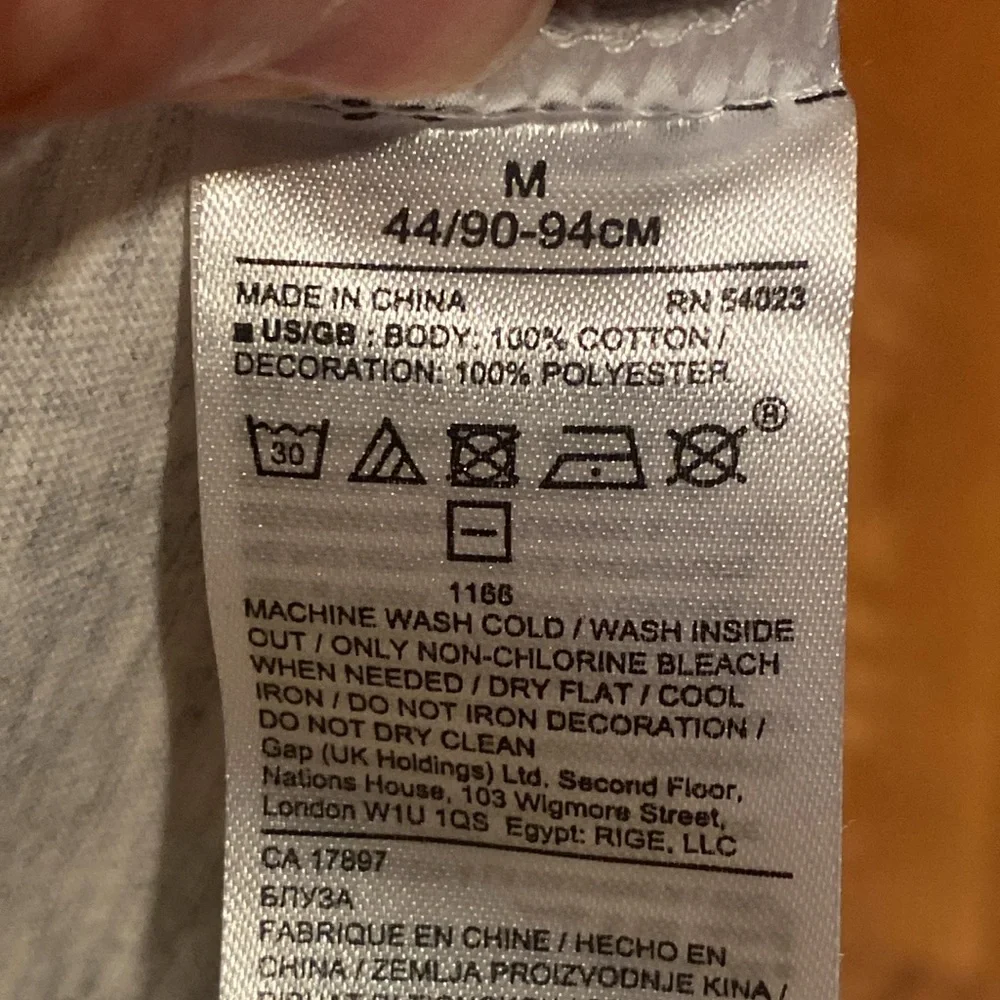 M
44/90-94CM
MADE IN CHINA RN 54023
US/GB : BODY: 100% COTTON /
DECORATION: 100% POLYESTER
30
®
1166
MACHINE WASH COLD / WASH INSIDE
OUT / ONLY NON-CHLORINE BLEACH
WHEN NEEDED / DRY FLAT / COOL
IRON / DO NOT IRON DECORATION /
DO NOT DRY CLEAN
Gap (UK Holdings) Ltd. Second Floor,
Nations House, 103 Wigmore Street,
London W1U 1QS Egypt: RIGE, LLC
CA 17897
БЛУЗА
FABRIQUE EN CHINE / HECHO EN
CHINA / ZEMLJA PROIZVODNJE KINA /